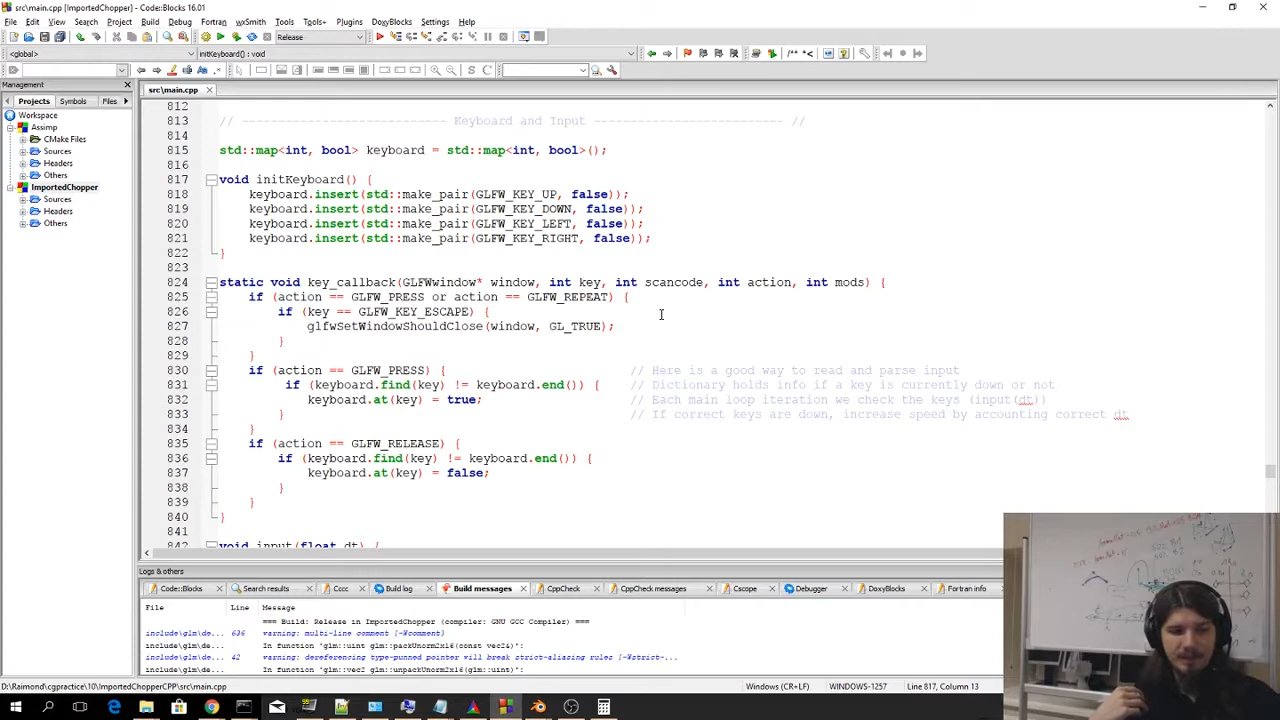 src\main.cpp [ImportedChopper] - Code::Blocks 16.01
File Edit View Search Project Build Debug Fortran wxSmith Tools Tools+ Plugins DoxyBlocks Settings Help
Release
<global>
initKeyboard() : void
/** *<
S C
Management
src\main.cpp
Projects Symbols Files
Workspace
Assimp
CMake Files
Sources
Headers
Others
ImportedChopper
Sources
Headers
Others
812
813 // ---------------------------- Keyboard and Input -------------------------- //
814
815 std::map<int, bool> keyboard = std::map<int, bool>();
816
817 void initKeyboard() {
818 keyboard.insert(std::make_pair(GLFW_KEY_UP, false));
819 keyboard.insert(std::make_pair(GLFW_KEY_DOWN, false));
820 keyboard.insert(std::make_pair(GLFW_KEY_LEFT, false));
821 keyboard.insert(std::make_pair(GLFW_KEY_RIGHT, false));
822 }
823
824 static void key_callback(GLFWwindow* window, int key, int scancode, int action, int mods) {
825 if (action == GLFW_PRESS or action == GLFW_REPEAT) {
826 if (key == GLFW_KEY_ESCAPE) {
827 glfwSetWindowShouldClose(window, GL_TRUE);
828 }
829 }
830 if (action == GLFW_PRESS) { // Here is a good way to read and parse input
831 if (keyboard.find(key) != keyboard.end()) { // Dictionary holds info if a key is currently down or not
832 keyboard.at(key) = true; // Each main loop iteration we check the keys (input(dt))
833 } // If correct keys are down, increase speed by accounting correct dt
834 }
835 if (action == GLFW_RELEASE) {
836 if (keyboard.find(key) != keyboard.end()) {
837 keyboard.at(key) = false;
838 }
839 }
840 }
841
842 void input(float dt) {
Logs & others
Code::Blocks Search results Cccc Build log Build messages CppCheck CppCheck messages Cscope Debugger DoxyBlocks Fortran info
File Line Message
=== Build: Release in ImportedChopper (compiler: GNU GCC Compiler) ===
include\glm\de... 636 warning: multi-line comment [-Wcomment]
include\glm\de... In function 'glm::uint glm::packUnorm2x16(const vec2&)':
include\glm\de... 42 warning: dereferencing type-punned pointer will break strict-aliasing rules [-Wstrict-...
include\glm\de... In function 'glm::vec2 glm::unpackUnorm2x16(glm::uint)':
D:\Raimond\cgpractice\10\ImportedChopperCPP\src\main.cpp Windows (CR+LF) WINDOWS-1257 Line 817, Column 13